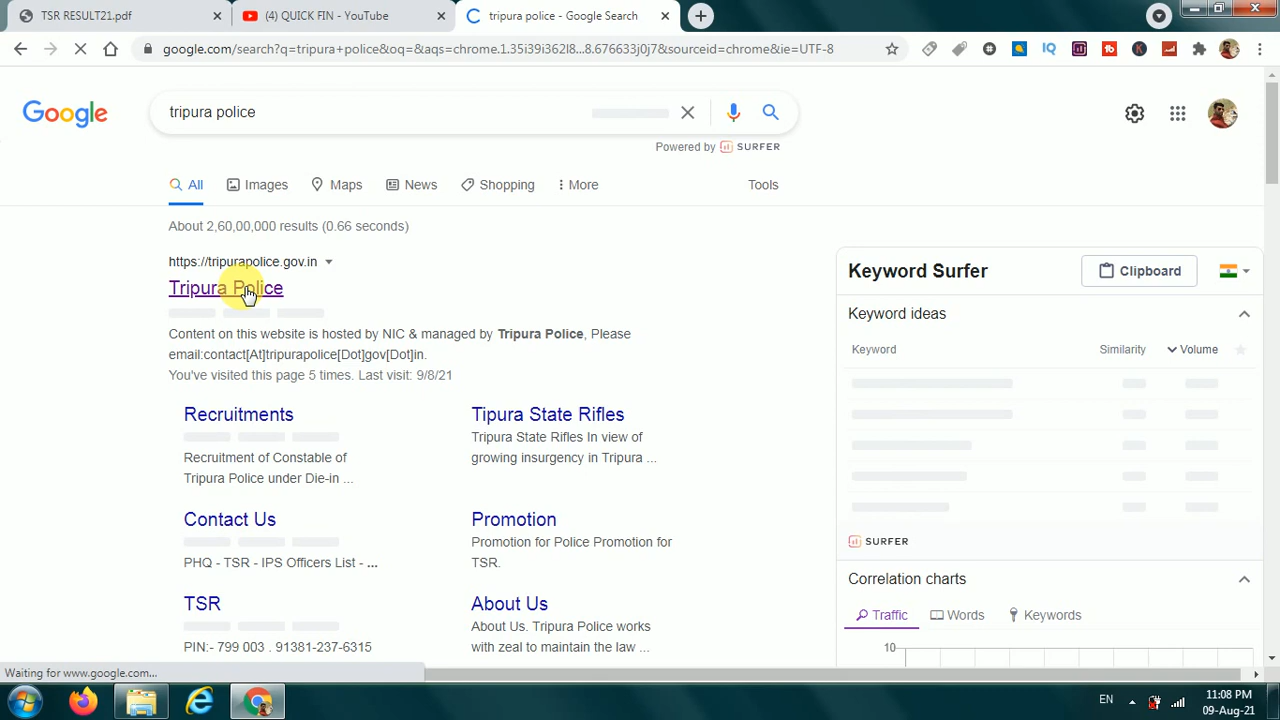 TSR RESULT21.pdf
(4) QUICK FIN - YouTube
tripura police - Google Search
google.com/search?q=tripura+police&oq=&aqs=chrome.1.35i39i362l8...8.676633j0j7&sourceid=chrome&ie=UTF-8
IQ
Google
tripura police
Powered by SURFER
All Images Maps News Shopping More Tools
About 2,60,00,000 results (0.66 seconds)
https://tripurapolice.gov.in
Tripura Police
Content on this website is hosted by NIC & managed by Tripura Police, Please
email:contact[At]tripurapolice[Dot]gov[Dot]in.
You've visited this page 5 times. Last visit: 9/8/21
Recruitments
Recruitment of Constable of
Tripura Police under Die-in ...
Tipura State Rifles
Tripura State Rifles In view of
growing insurgency in Tripura ...
Contact Us
PHQ - TSR - IPS Officers List - ...
Promotion
Promotion for Police Promotion for
TSR.
TSR
PIN:- 799 003 . 91381-237-6315
About Us
About Us. Tripura Police works
with zeal to maintain the law ...
Keyword Surfer
Clipboard
Keyword ideas
Keyword Similarity Volume
SURFER
Correlation charts
Traffic Words Keywords
10
Waiting for www.google.com...
EN
11:08 PM
09-Aug-21